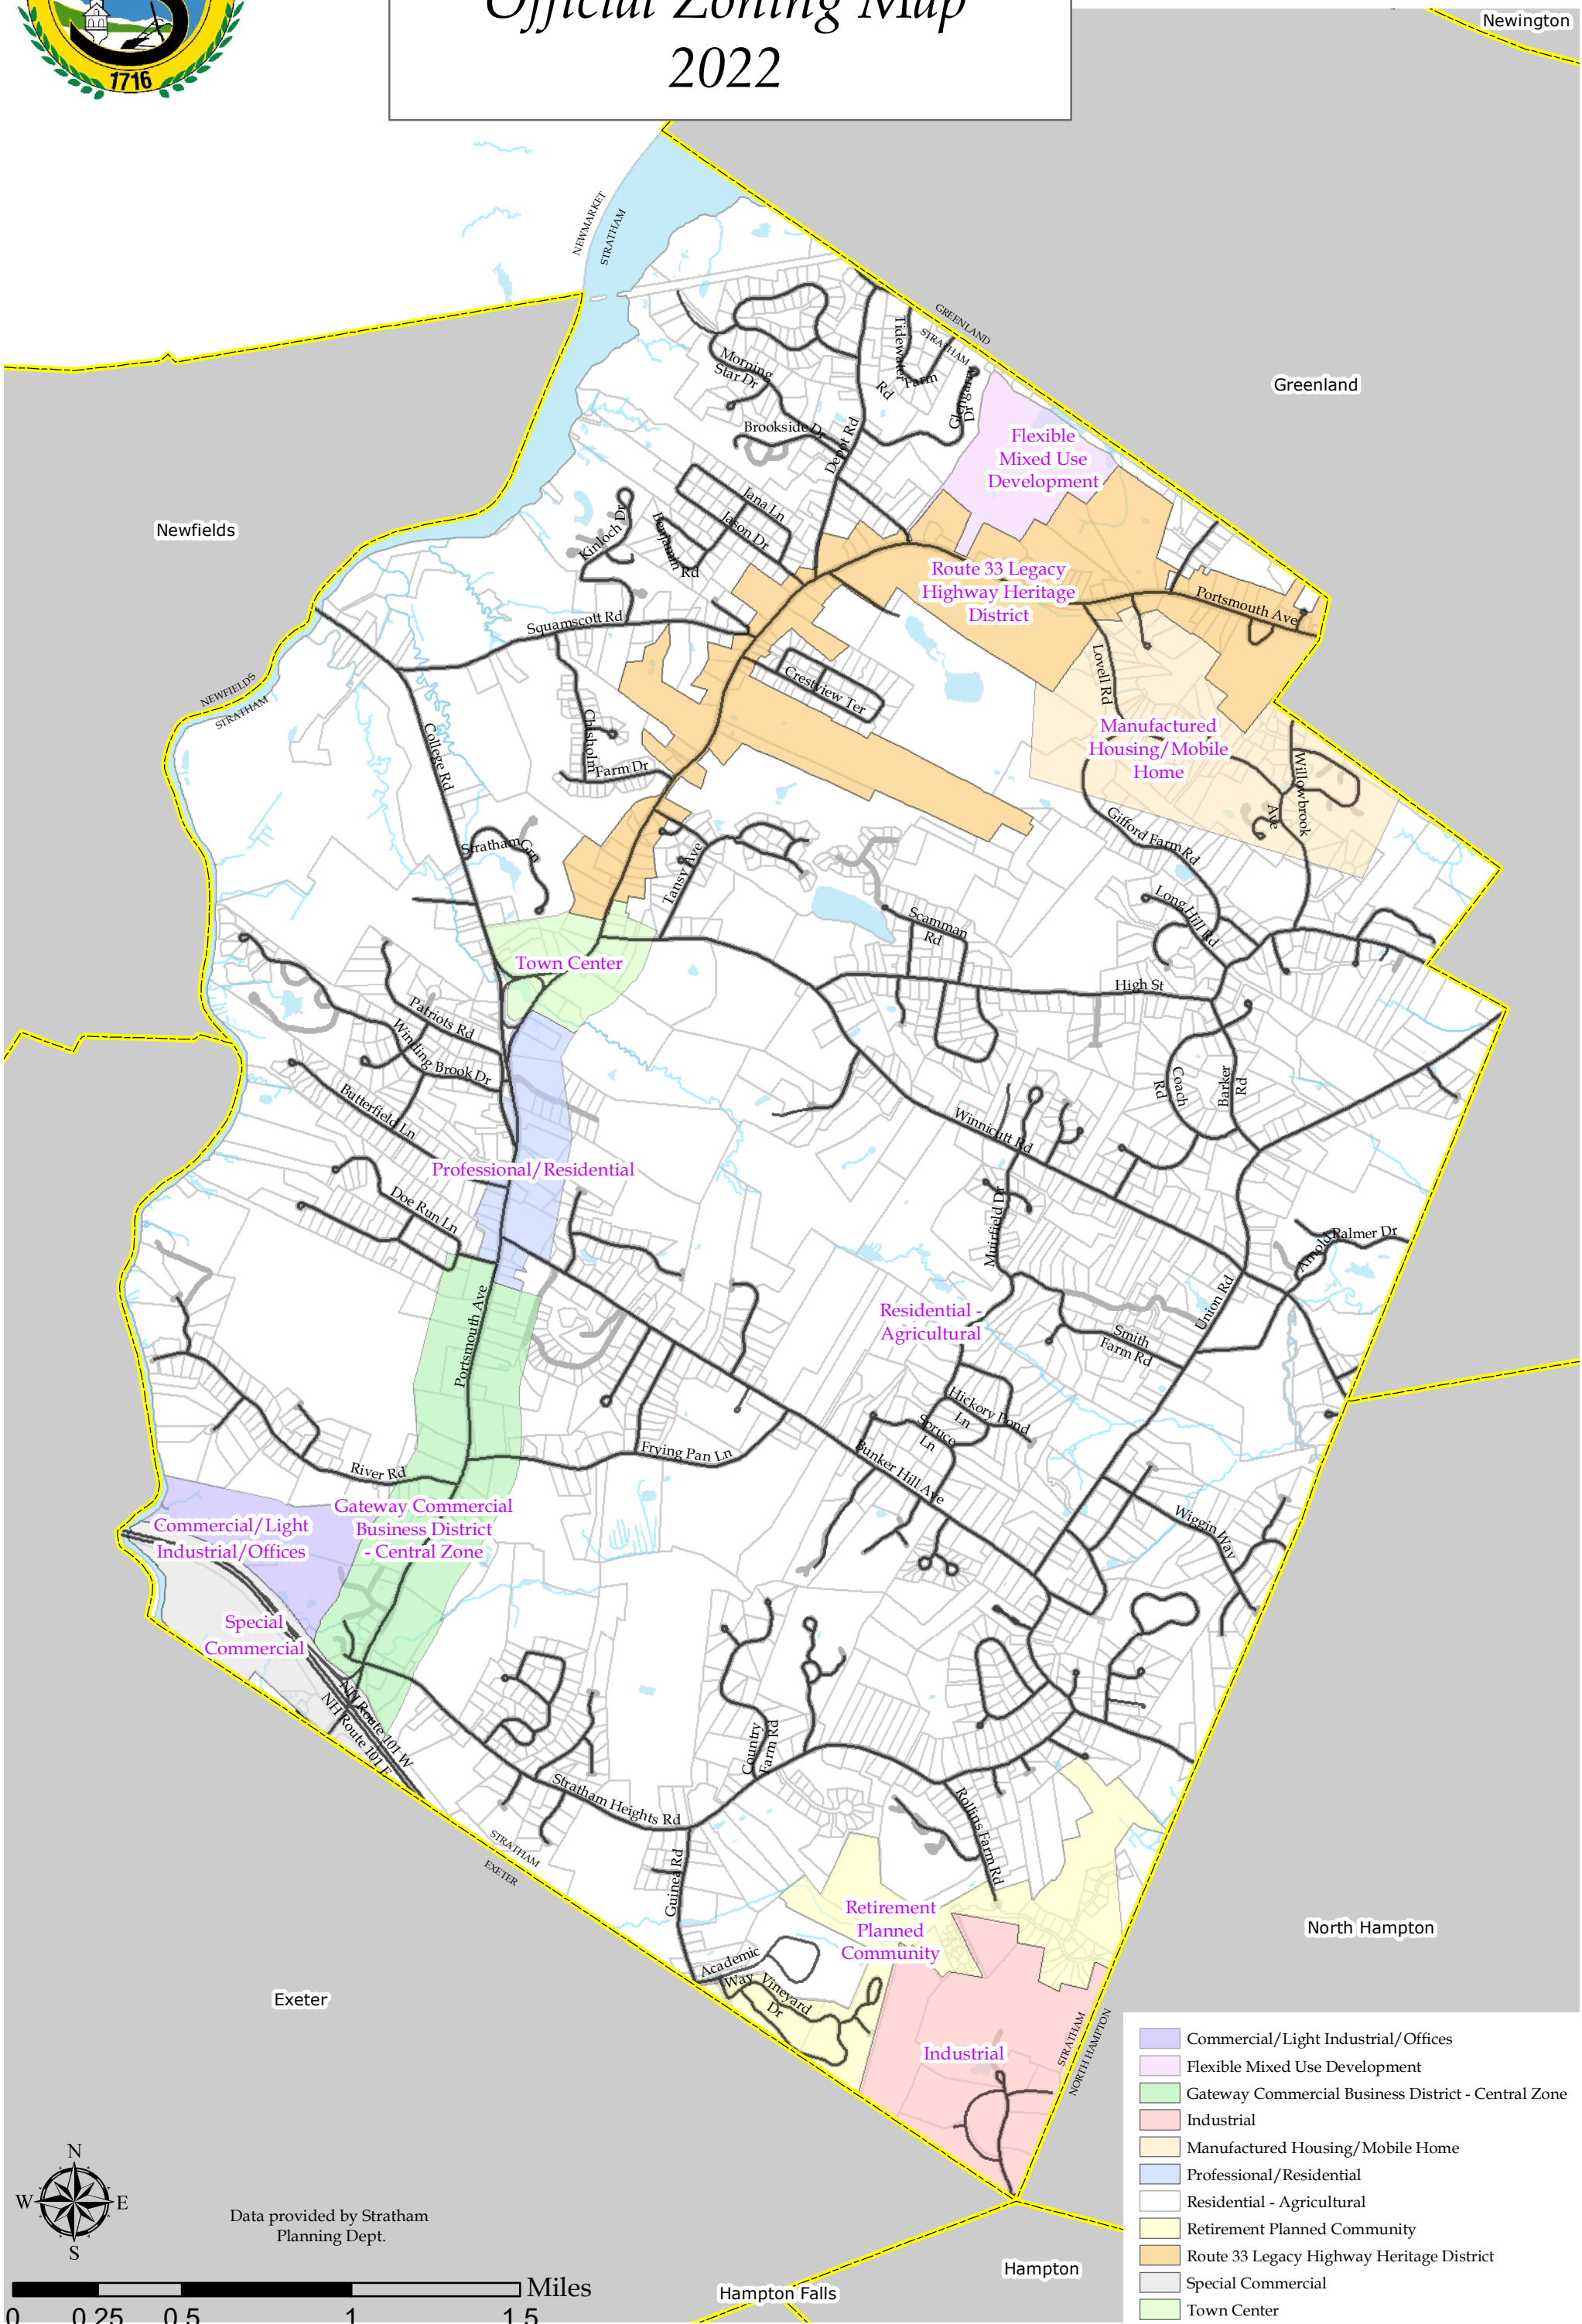 Official Zoning Map
2022
1716
Newington
NEWMARKET
STRATHAM
GREENLAND
STRATHAM
Greenland
Tidewater
Farm
Rd
Glengarry
Dr
Morning
Star Dr
Brookside Dr
Depot Rd
Flexible
Mixed Use
Development
Newfields
Jana Ln
Jason Dr
Kinloch Dr
Benjamin
Rd
Route 33 Legacy
Highway Heritage
District
Portsmouth Ave
Squamscott Rd
Lovell Rd
Crestview Ter
NEWFIELDS
STRATHAM
College Rd
Chisholm
Farm Dr
Manufactured
Housing/Mobile
Home
Willowbrook
Ave
Gifford Farm Rd
Stratham Grn
Tansy Ave
Long Hill Rd
Scamman
Rd
Town Center
High St
Patriots Rd
Winding Brook Dr
Coach
Rd
Barker
Rd
Butterfield Ln
Winnicutt Rd
Professional/Residential
Doe Run Ln
Muirfield Dr
Arnold
Palmer Dr
Union Rd
Residential -
Agricultural
Smith
Farm Rd
Portsmouth Ave
Hickory Pond
Ln
Spruce
Ln
River Rd
Frying Pan Ln
Bunker Hill Ave
Gateway Commercial
Business District
- Central Zone
Commercial/Light
Industrial/Offices
Wiggin Way
Special
Commercial
NH Route 101 W
NH Route 101 E
Country
Farm Rd
Stratham Heights Rd
Rollins Farm Rd
STRATHAM
EXETER
Guinea Rd
Retirement
Planned
Community
North Hampton
Academic
Way
Vineyard
Dr
Exeter
Industrial
STRATHAM
NORTH HAMPTON
Commercial/Light Industrial/Offices
Flexible Mixed Use Development
Gateway Commercial Business District - Central Zone
Industrial
Manufactured Housing/Mobile Home
Professional/Residential
Residential - Agricultural
Retirement Planned Community
Route 33 Legacy Highway Heritage District
Special Commercial
Town Center
N
W
E
S
Data provided by Stratham
Planning Dept.
Hampton
Hampton Falls
Miles
0 0.25 0.5 1 1.5